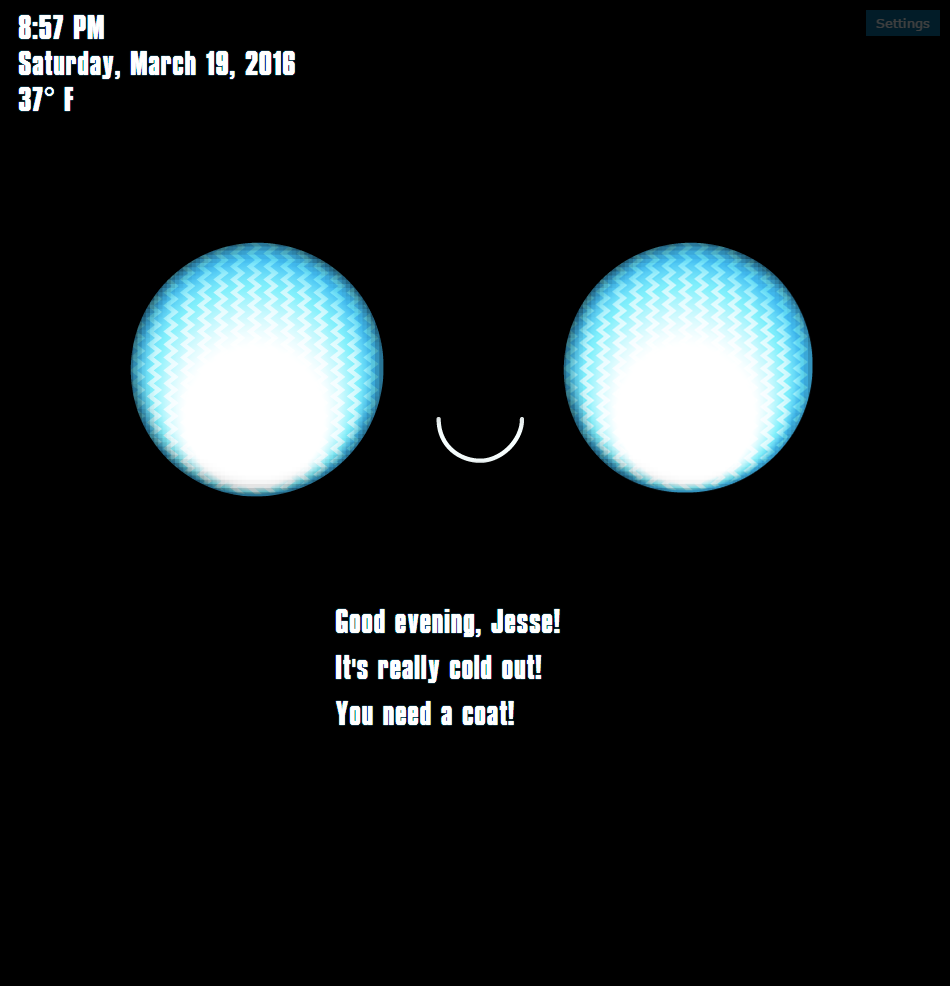 8:57 PM
Settings
Saturday, March 19, 2016
37° F
Good evening, Jesse!
It's really cold out!
You need a coat!